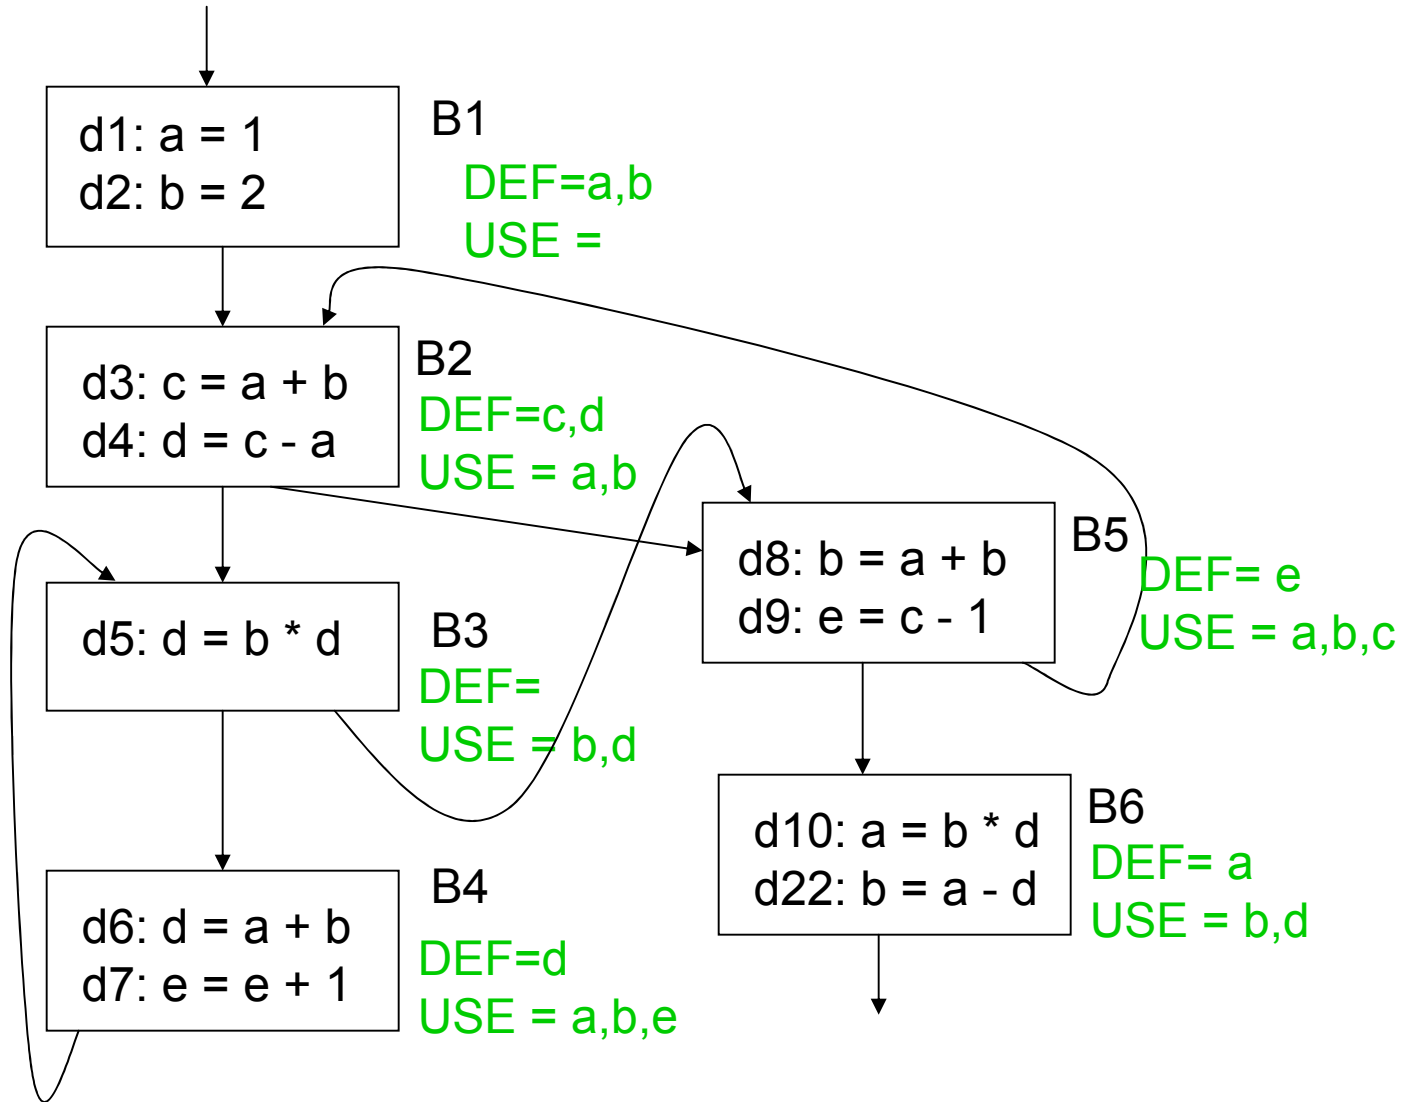 d1: a = 1
d2: b = 2
B1
DEF=a,b
USE =
d3: c = a + b
d4: d = c - a
B2
DEF=c,d
USE = a,b
d5: d = b * d
B3
DEF=
USE = b,d
d6: d = a + b
d7: e = e + 1
B4
DEF=d
USE = a,b,e
d8: b = a + b
d9: e = c - 1
B5
DEF= e
USE = a,b,c
d10: a = b * d
d22: b = a - d
B6
DEF= a
USE = b,d